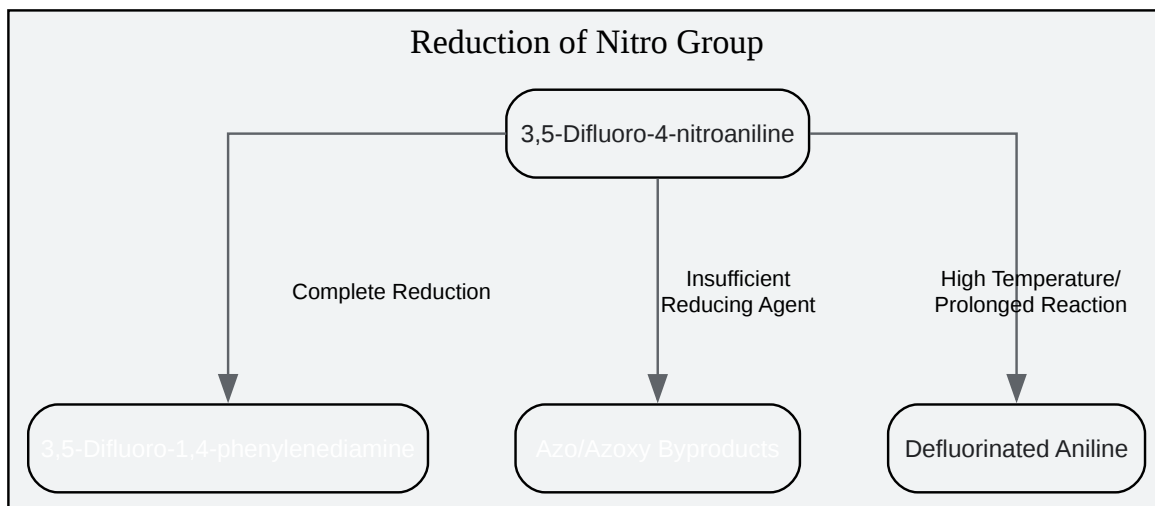 Reduction of Nitro Group
3,5-Difluoro-4-nitroaniline
Complete Reduction
Insufficient
Reducing Agent
High Temperature/
Prolonged Reaction
3,5-Difluoro-1,4-phenylenediamine
Azo/Azoxy Byproducts
Defluorinated Aniline